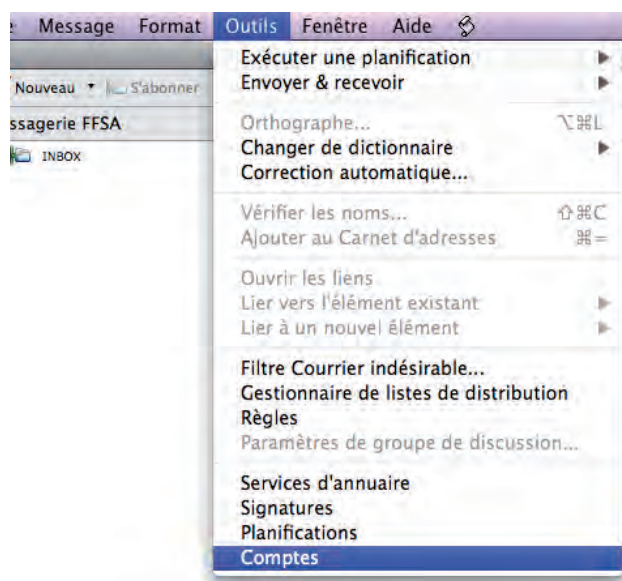 Message Format Outils Fenêtre Aide
Nouveau S'abonner
ssagerie FFSA
INBOX
Exécuter une planification
Envoyer & recevoir
Orthographe... ⌥⌘L
Changer de dictionnaire
Correction automatique...
Vérifier les noms... ⇧⌘C
Ajouter au Carnet d'adresses ⌘=
Ouvrir les liens
Lier vers l'élément existant
Lier à un nouvel élément
Filtre Courrier indésirable...
Gestionnaire de listes de distribution
Règles
Paramètres de groupe de discussion...
Services d'annuaire
Signatures
Planifications
Comptes